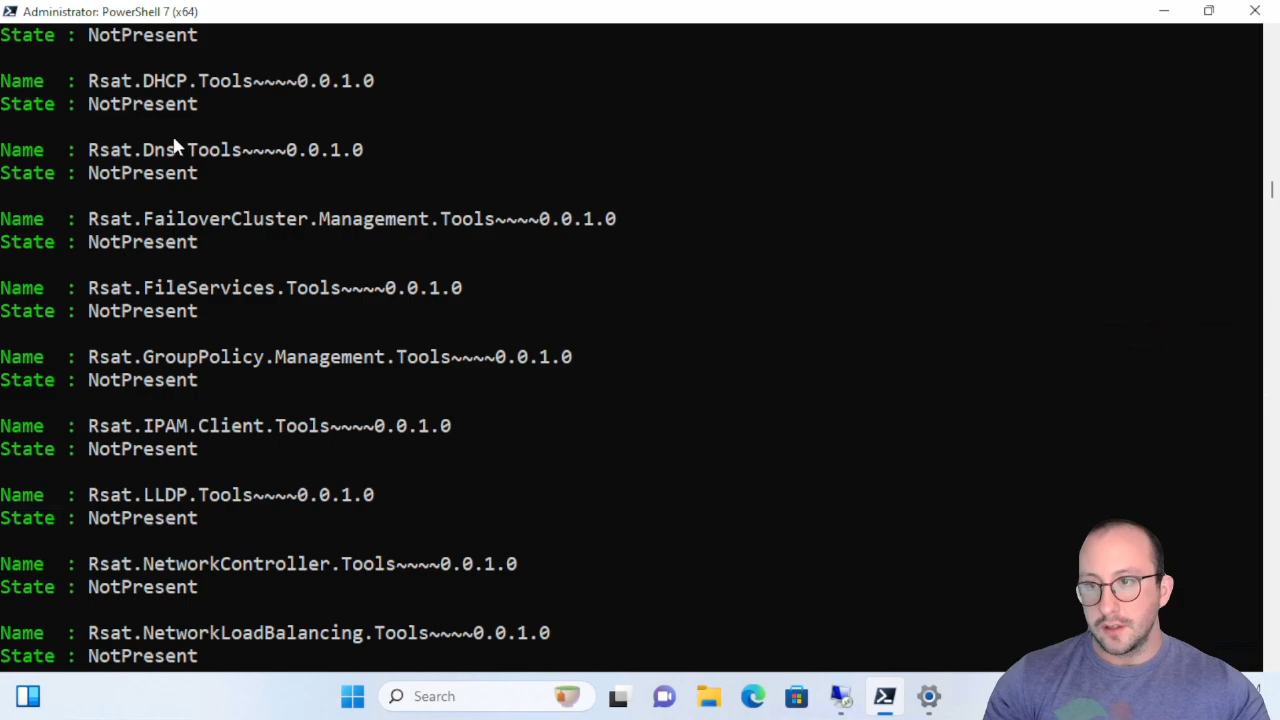 Administrator: PowerShell 7 (x64)
State : NotPresent
Name : Rsat.DHCP.Tools~~~~0.0.1.0
State : NotPresent
Name : Rsat.Dns.Tools~~~~0.0.1.0
State : NotPresent
Name : Rsat.FailoverCluster.Management.Tools~~~~0.0.1.0
State : NotPresent
Name : Rsat.FileServices.Tools~~~~0.0.1.0
State : NotPresent
Name : Rsat.GroupPolicy.Management.Tools~~~~0.0.1.0
State : NotPresent
Name : Rsat.IPAM.Client.Tools~~~~0.0.1.0
State : NotPresent
Name : Rsat.LLDP.Tools~~~~0.0.1.0
State : NotPresent
Name : Rsat.NetworkController.Tools~~~~0.0.1.0
State : NotPresent
Name : Rsat.NetworkLoadBalancing.Tools~~~~0.0.1.0
State : NotPresent
Search